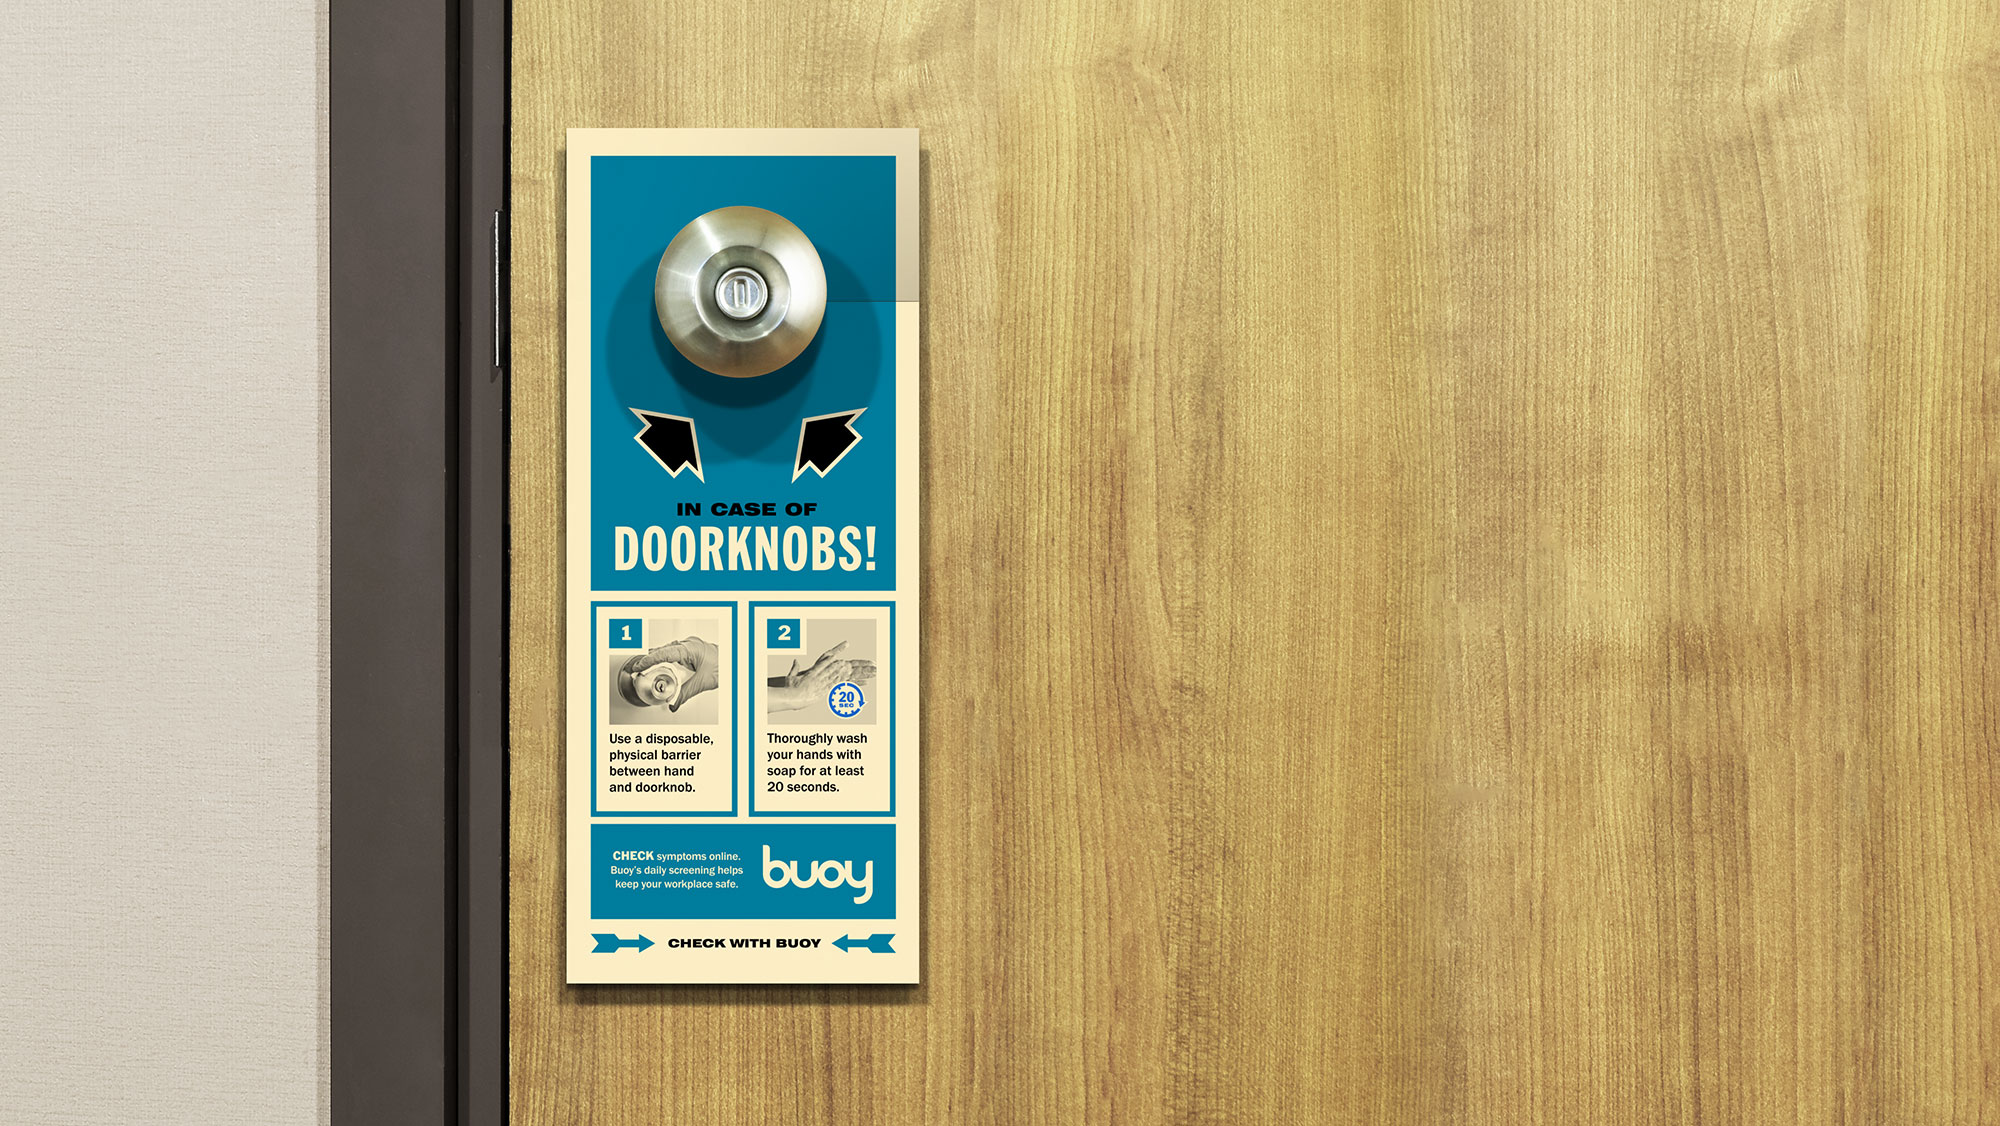 IN CASE OF
DOORKNOBS!
1
Use a disposable,
physical barrier
between hand
and doorknob.
2
20
SEC
Thoroughly wash
your hands with
soap for at least
20 seconds.
CHECK symptoms online.
Buoy's daily screening helps
keep your workplace safe.
buoy
CHECK WITH BUOY